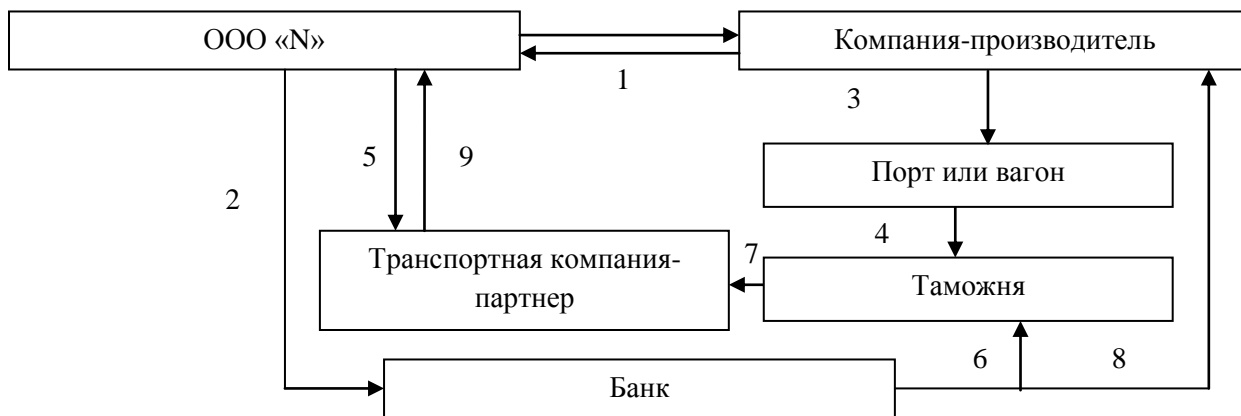 ООО «N»
Компания-производитель
1
3
Порт или вагон
5
9
2
4
Транспортная компания-
партнер
7
Таможня
6
8
Банк